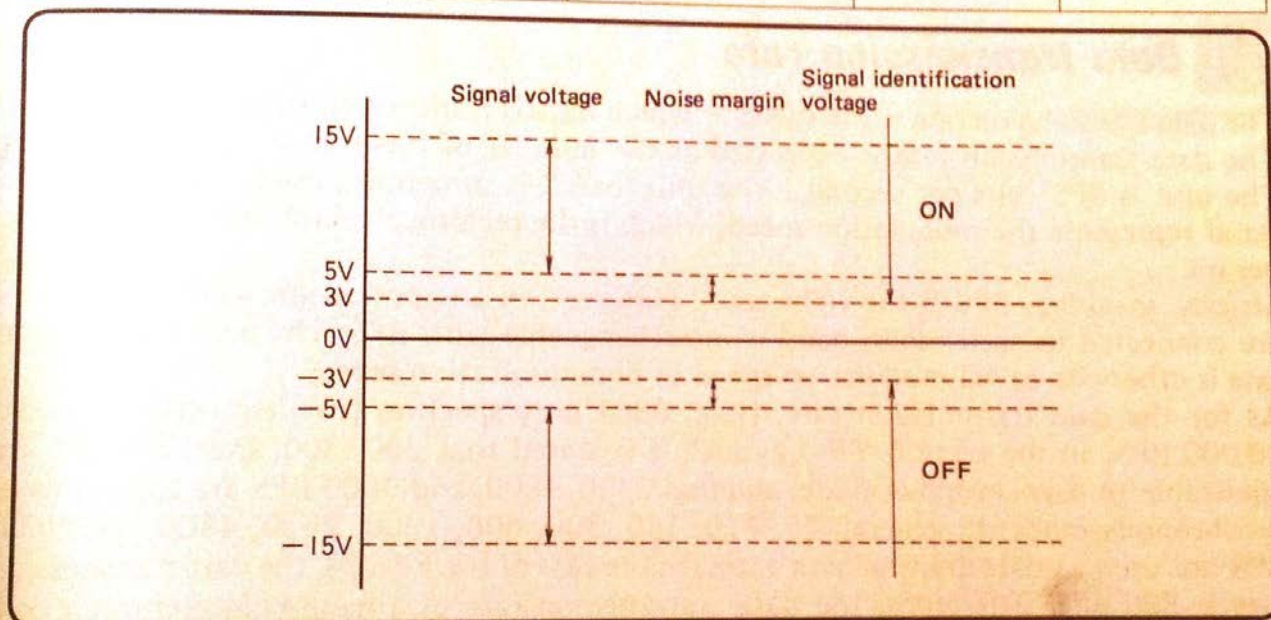 Signal voltage
Noise margin
Signal identification
voltage
15V
5V
3V
0V
−3V
−5V
−15V
ON
OFF